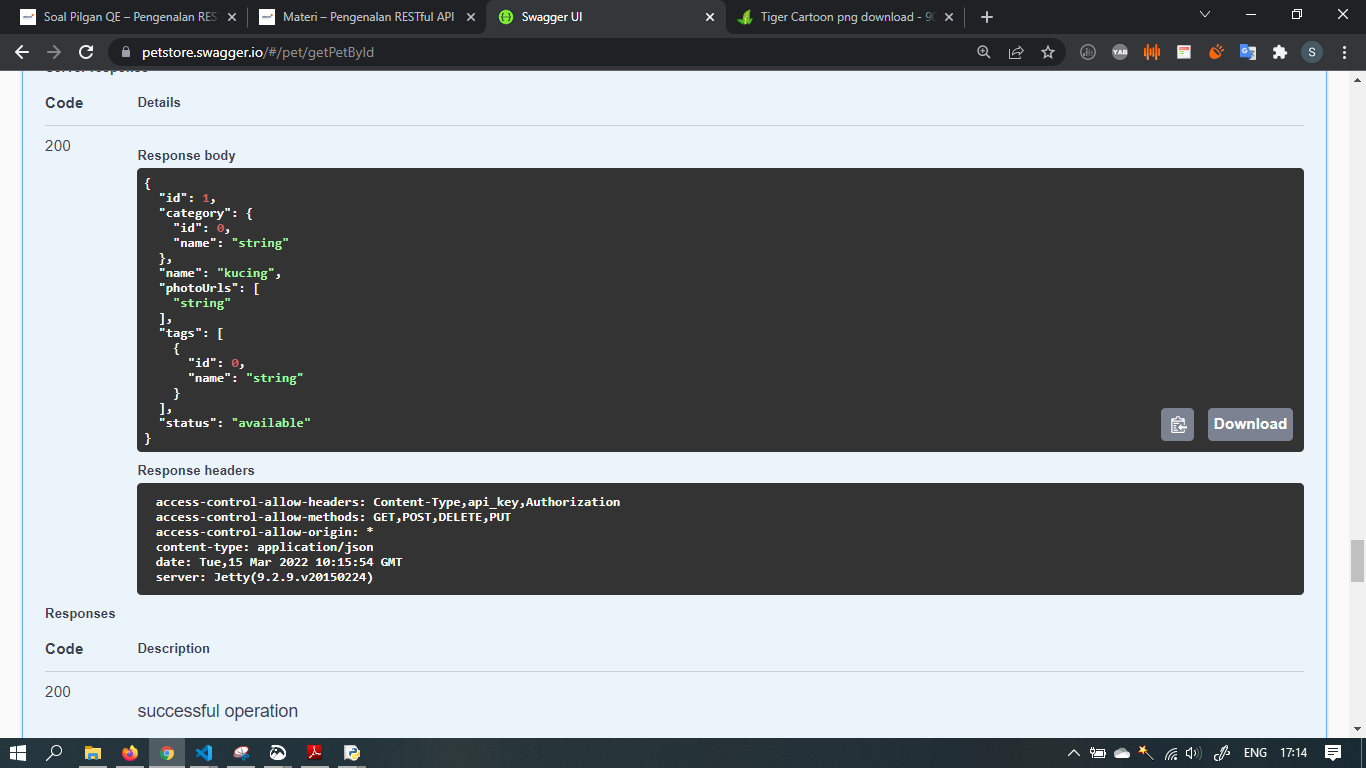 Soal Pilgan QE – Pengenalan RES
Materi – Pengenalan RESTful API
Swagger UI
Tiger Cartoon png download - 90
petstore.swagger.io/#/pet/getPetById
YAB
S
Server response
Code Details
200
Response body
{
"id": 1,
"category": {
"id": 0,
"name": "string"
},
"name": "kucing",
"photoUrls": [
"string"
],
"tags": [
{
"id": 0,
"name": "string"
}
],
"status": "available"
}
Download
Response headers
access-control-allow-headers: Content-Type,api_key,Authorization
access-control-allow-methods: GET,POST,DELETE,PUT
access-control-allow-origin: *
content-type: application/json
date: Tue,15 Mar 2022 10:15:54 GMT
server: Jetty(9.2.9.v20150224)
Responses
Code Description
200
successful operation
ENG 17:14